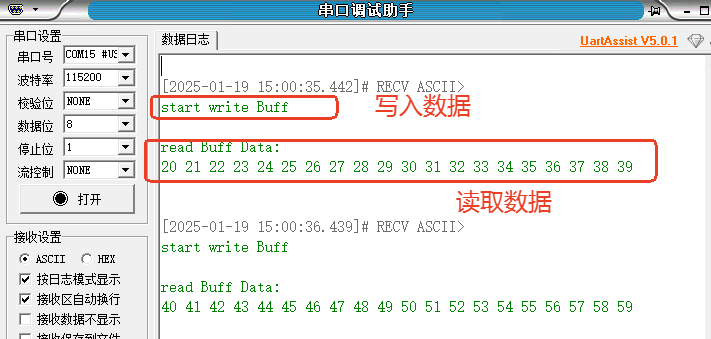 串口调试助手
串口设置
串口号 COM15 #US
波特率 115200
校验位 NONE
数据位 8
停止位 1
流控制 NONE
打开
接收设置
ASCII HEX
按日志模式显示
接收区自动换行
接收数据不显示
接收保存到文件
数据日志
UartAssist V5.0.1
[2025-01-19 15:00:35.442]# RECV ASCII>
start write Buff
写入数据
read Buff Data:
20 21 22 23 24 25 26 27 28 29 30 31 32 33 34 35 36 37 38 39
读取数据
[2025-01-19 15:00:36.439]# RECV ASCII>
start write Buff
read Buff Data:
40 41 42 43 44 45 46 47 48 49 50 51 52 53 54 55 56 57 58 59